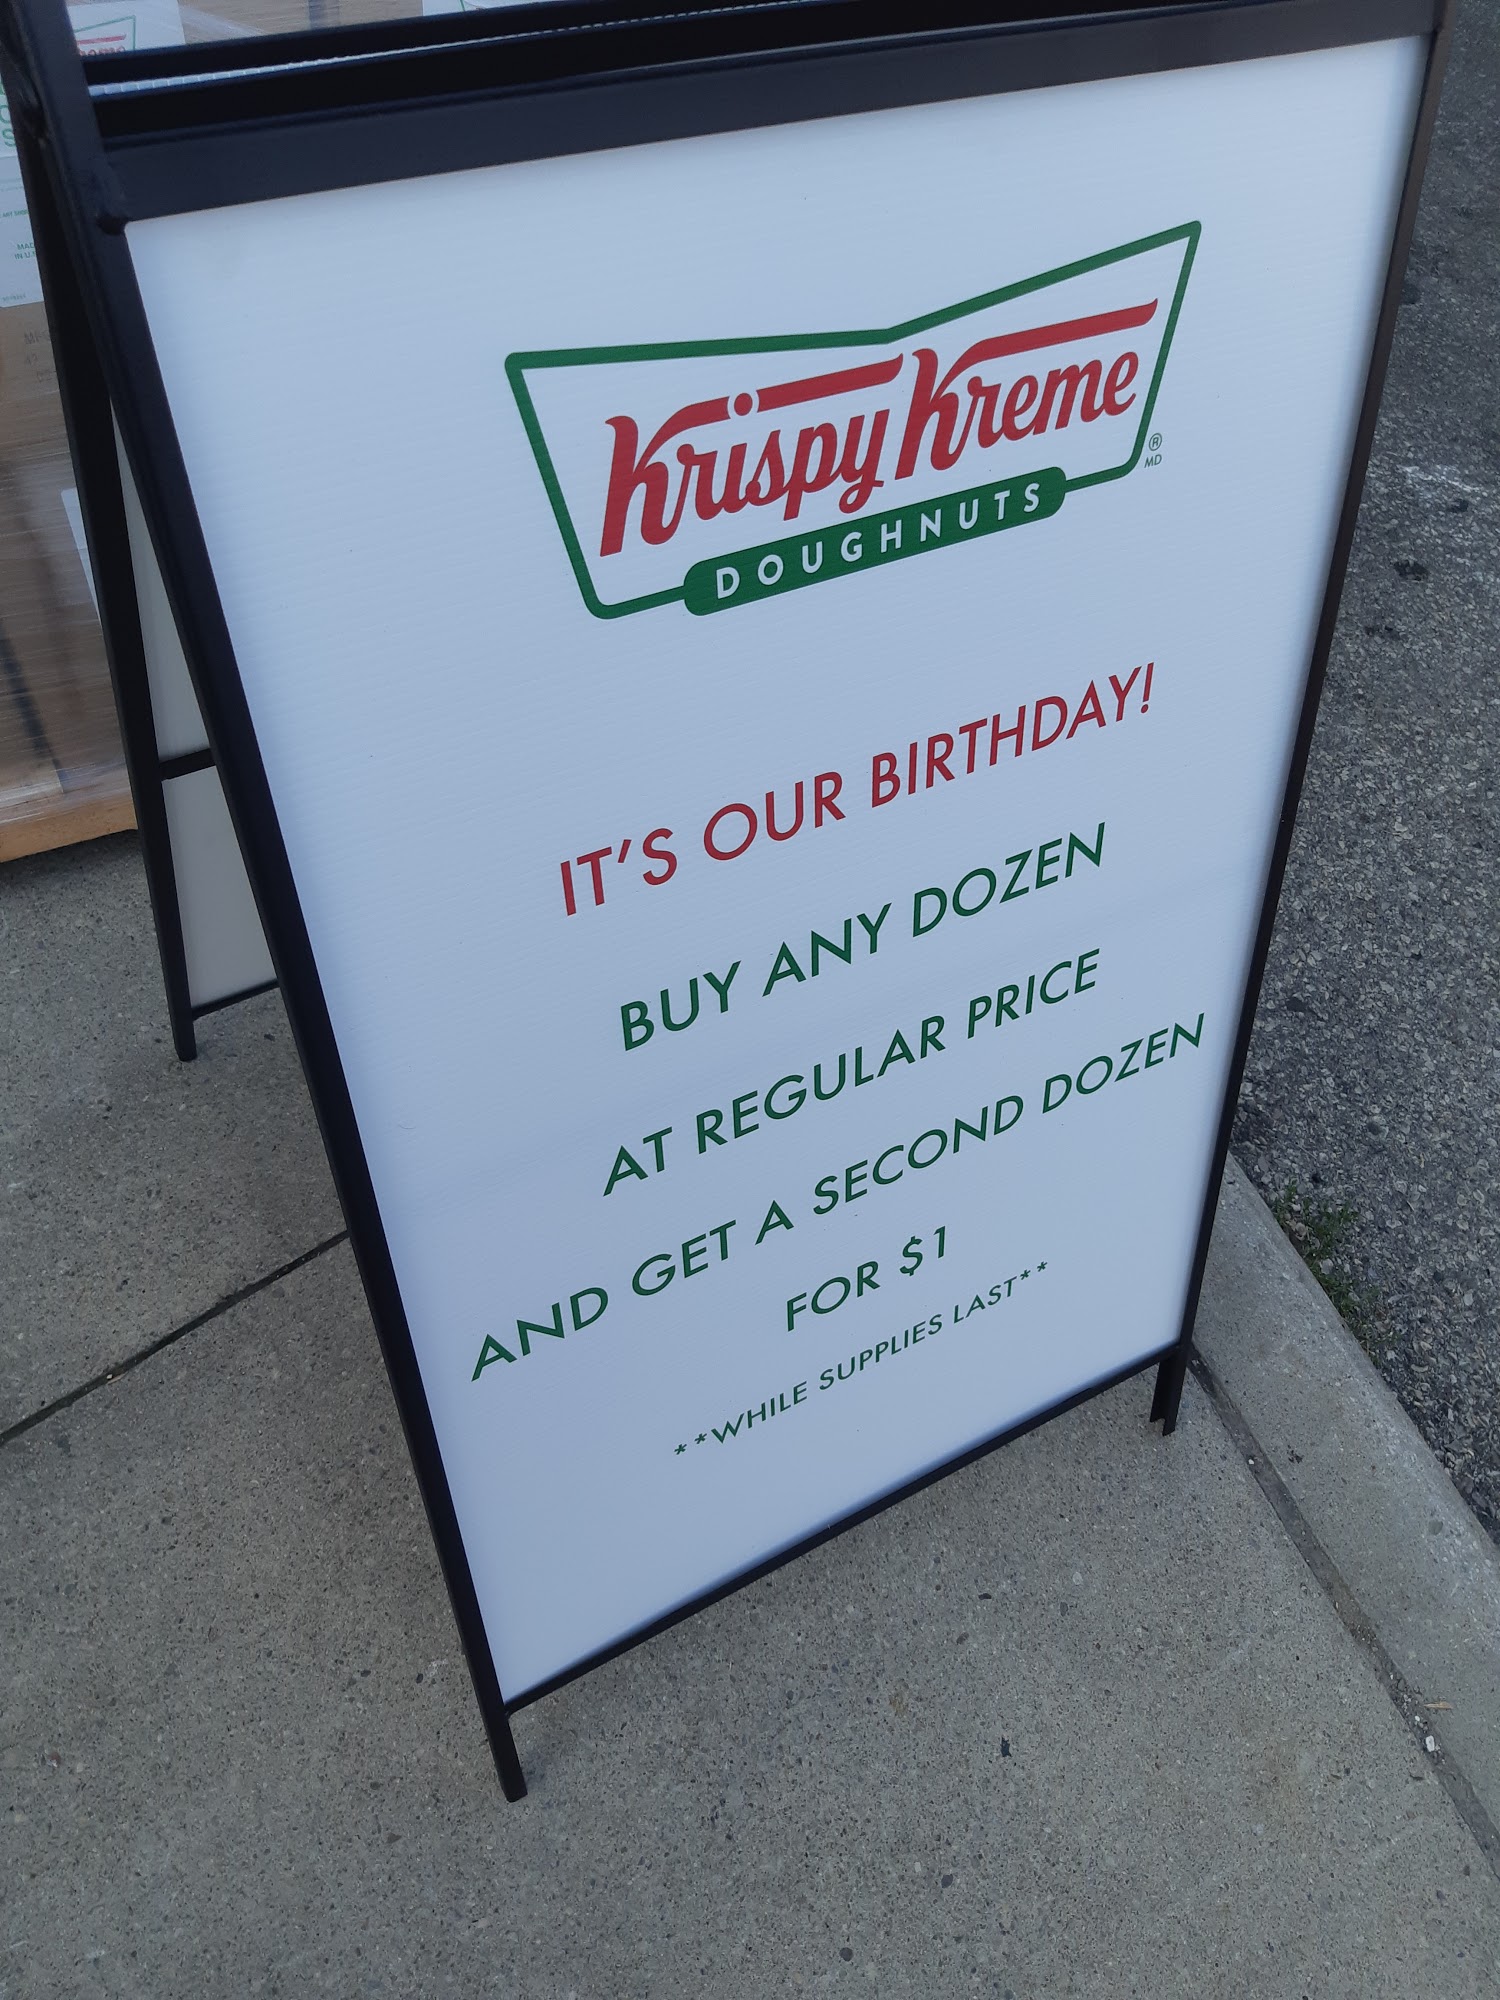 Krispy Kreme
DOUGHNUTS
®
MD
IT'S OUR BIRTHDAY!
BUY ANY DOZEN
AT REGULAR PRICE
AND GET A SECOND DOZEN
FOR $1
**WHILE SUPPLIES LAST**